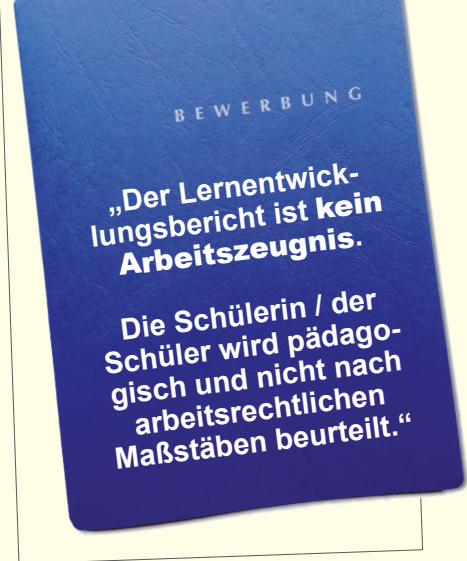 BEWERBUNG
„Der Lernentwick-
lungsbericht ist kein
Arbeitszeugnis.
Die Schülerin / der
Schüler wird pädago-
gisch und nicht nach
arbeitsrechtlichen
Maßstäben beurteilt.“